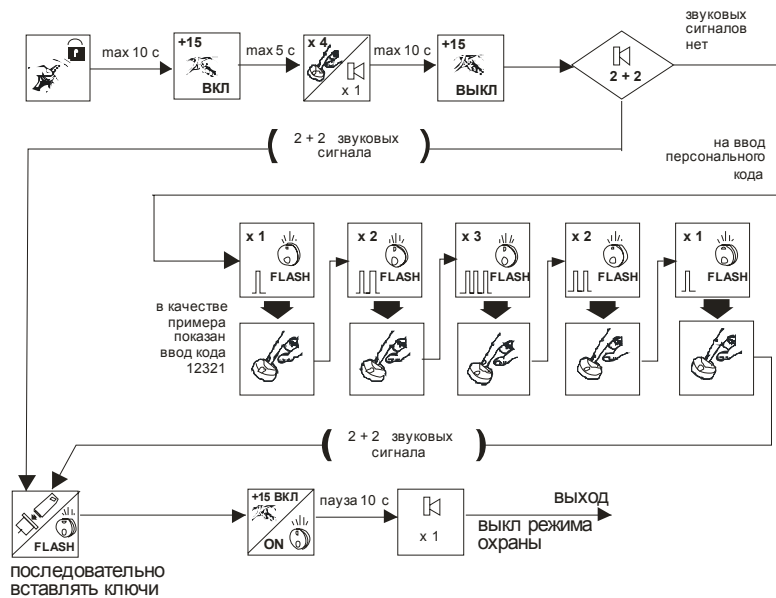 звуковых
сигналов
нет
max 10 с
+15
ВКЛ
max 5 с
x 4
x 1
max 10 с
+15
ВЫКЛ
2 + 2
( 2 + 2 звуковых
сигнала )
на ввод
персонального
кода
x 1
FLASH
x 2
FLASH
x 3
FLASH
x 2
FLASH
x 1
FLASH
в качестве
примера
показан
ввод кода
12321
( 2 + 2 звуковых
сигнала )
FLASH
+15 ВКЛ
ON
пауза 10 с
x 1
выход
выкл режима
охраны
последовательно
вставлять ключи